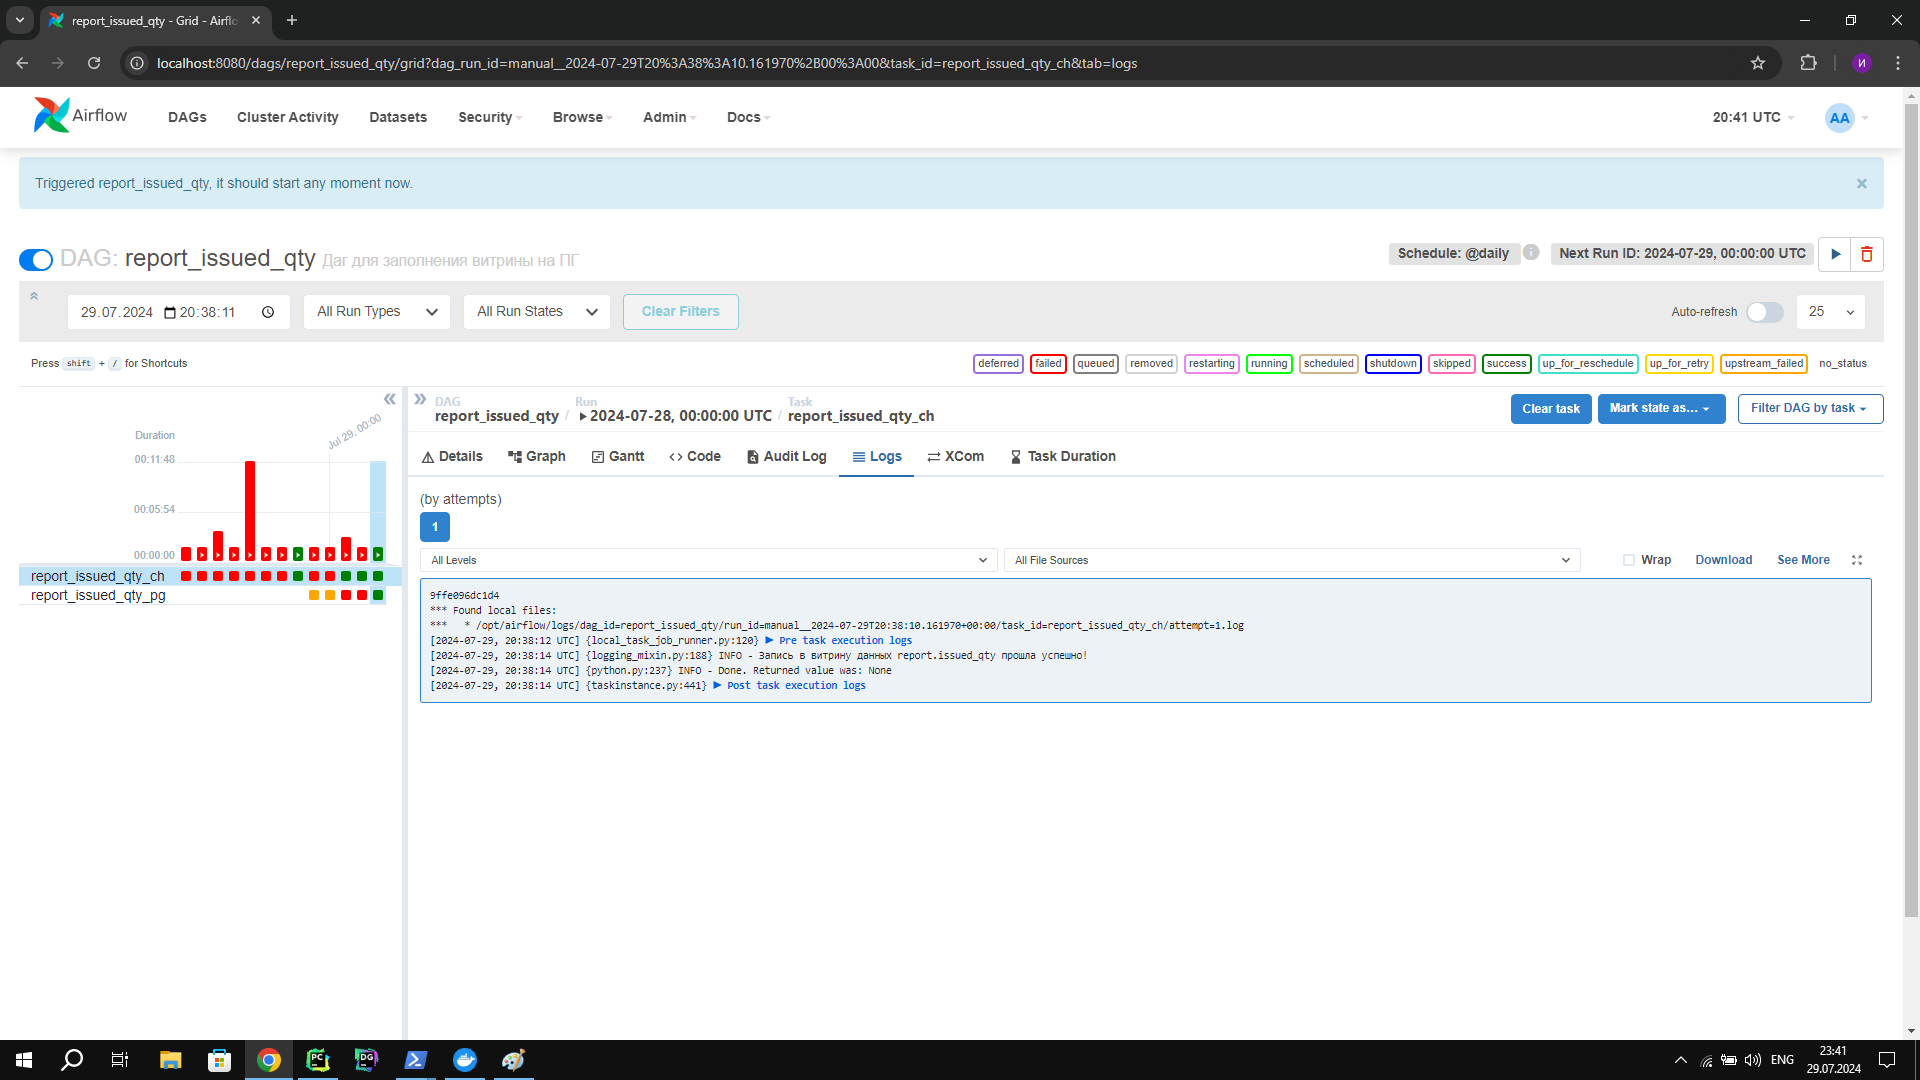 report_issued_qty - Grid - Airflo
localhost:8080/dags/report_issued_qty/grid?dag_run_id=manual__2024-07-29T20%3A38%3A10.161970%2B00%3A00&task_id=report_issued_qty_ch&tab=logs
И
Airflow
DAGs
Cluster Activity
Datasets
Security
Browse
Admin
Docs
20:41 UTC
AA
Triggered report_issued_qty, it should start any moment now.
×
DAG: report_issued_qty Даг для заполнения витрины на ПГ
Schedule: @daily
Next Run ID: 2024-07-29, 00:00:00 UTC
29.07.2024 20:38:11
All Run Types
All Run States
Clear Filters
Auto-refresh
25
Press shift + / for Shortcuts
deferred
failed
queued
removed
restarting
running
scheduled
shutdown
skipped
success
up_for_reschedule
up_for_retry
upstream_failed
no_status
Duration
Jul 29, 00:00
00:11:48
00:05:54
00:00:00
report_issued_qty_ch
report_issued_qty_pg
DAG
report_issued_qty /
Run
2024-07-28, 00:00:00 UTC /
Task
report_issued_qty_ch
Clear task
Mark state as...
Filter DAG by task
Details
Graph
Gantt
Code
Audit Log
Logs
XCom
Task Duration
(by attempts)
1
All Levels
All File Sources
Wrap
Download
See More
9ffe096dc1d4
*** Found local files:
***   * /opt/airflow/logs/dag_id=report_issued_qty/run_id=manual__2024-07-29T20:38:10.161970+00:00/task_id=report_issued_qty_ch/attempt=1.log
[2024-07-29, 20:38:12 UTC] {local_task_job_runner.py:120} ▶ Pre task execution logs
[2024-07-29, 20:38:14 UTC] {logging_mixin.py:188} INFO - Запись в витрину данных report.issued_qty прошла успешно!
[2024-07-29, 20:38:14 UTC] {python.py:237} INFO - Done. Returned value was: None
[2024-07-29, 20:38:14 UTC] {taskinstance.py:441} ▶ Post task execution logs
PC
DG
ENG
23:41
29.07.2024